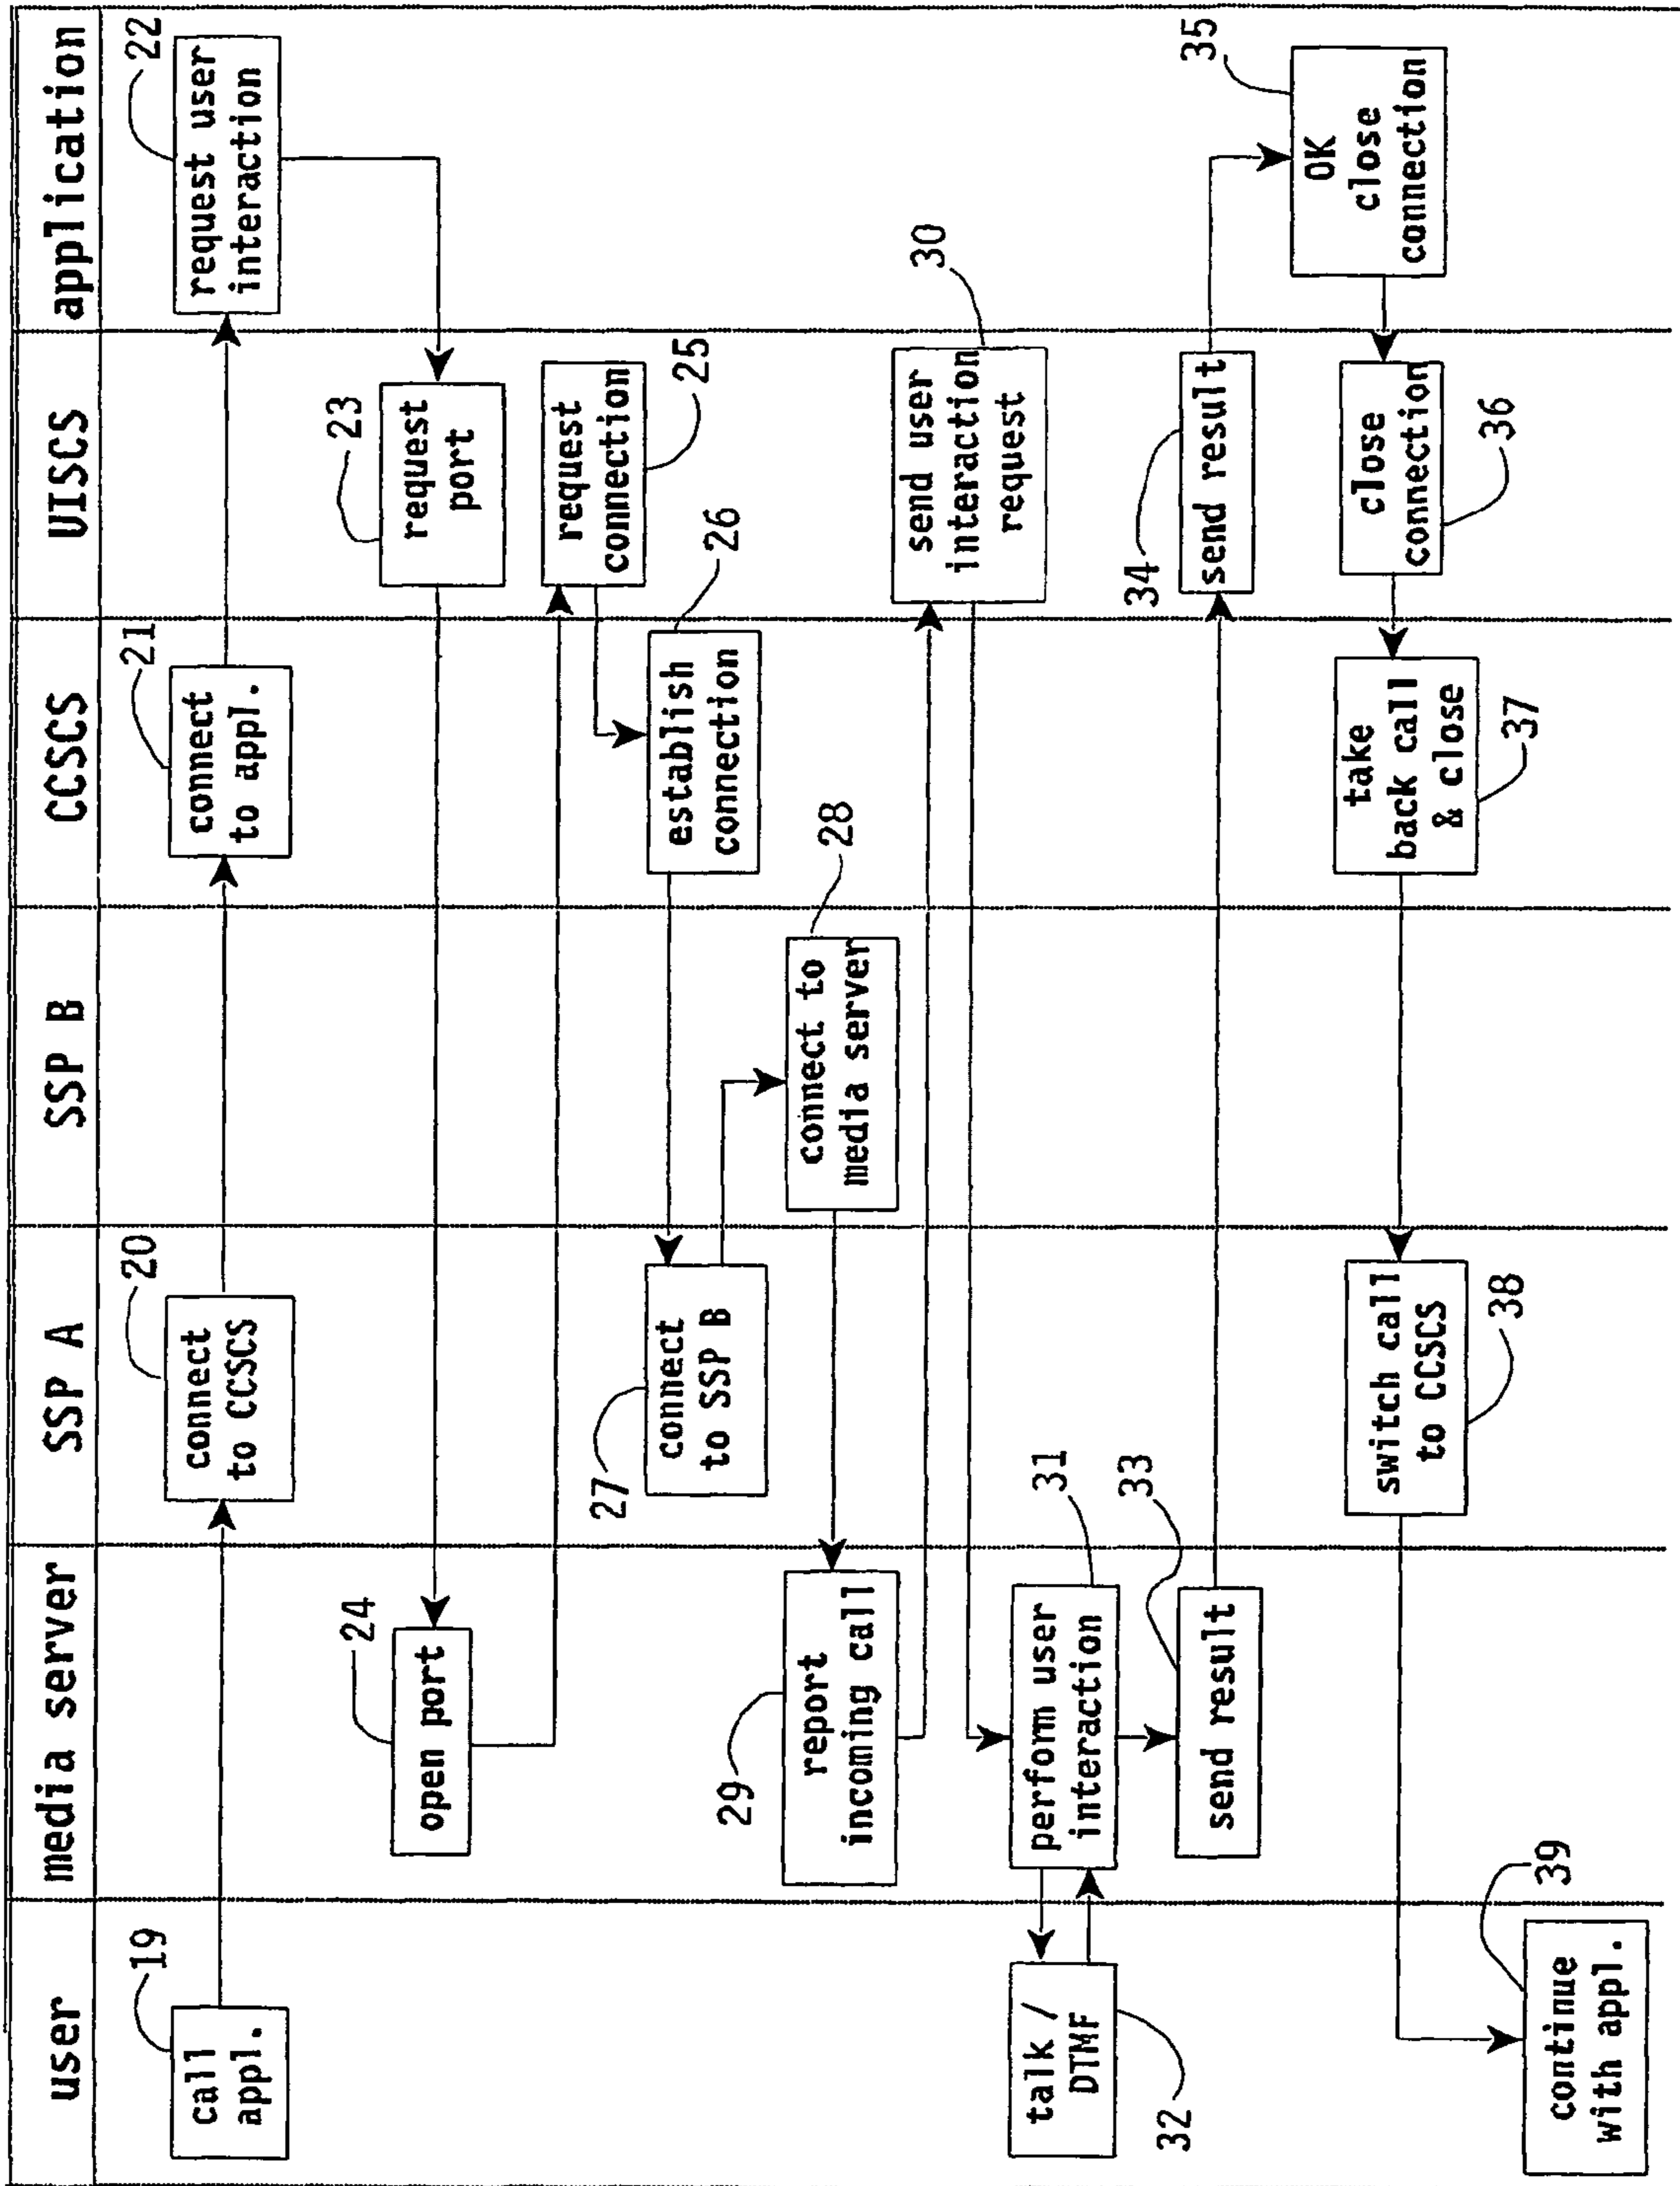 user
media server
SSP A
SSP B
CCSCS
UISCS
application
19
call
appl.
20
connect
to CCSCS
21
connect
to appl.
22
request user
interaction
23
request
port
24
open port
request
connection
25
26
establish
connection
27
connect
to SSP B
28
connect to
media server
29
report
incoming call
30
send user
interaction
request
31
perform user
interaction
talk /
DTMF
32
33
send result
34
send result
35
OK
close
connection
close
connection
36
take
back call
& close
37
switch call
to CCSCS
38
39
continue
with appl.